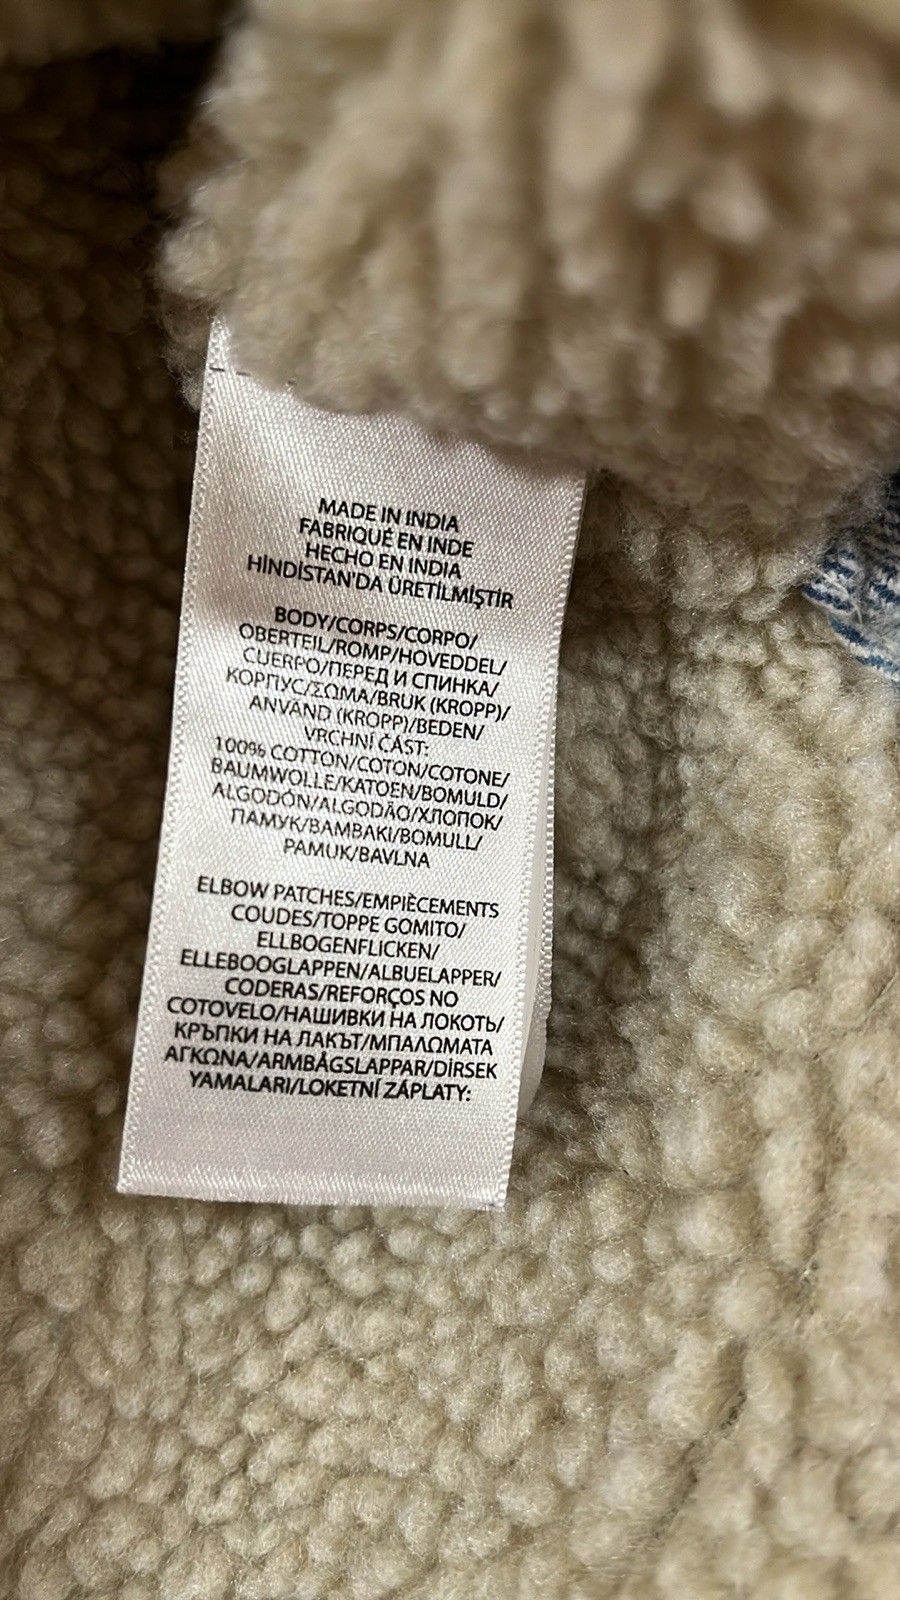 MADE IN INDIA
FABRIQUÉ EN INDE
HECHO EN INDIA
HİNDİSTAN'DA ÜRETİLMİŞTİR
BODY/CORPS/CORPO/
OBERTEIL/ROMP/HOVEDDEL/
CUERPO/ПЕРЕД И СПИНКА/
КОРПУС/ΣΩΜΑ/BRUK (KROPP)/
ANVÄND (KROPP)/BEDEN/
VRCHNÍ ČÁST:
100% COTTON/COTON/COTONE/
BAUMWOLLE/KATOEN/BOMULD/
ALGODÓN/ALGODÃO/ХЛОПОК/
ПАМУК/ΒΑΜΒΑΚΙ/BOMULL/
PAMUK/BAVLNA
ELBOW PATCHES/EMPIÈCEMENTS
COUDES/TOPPE GOMITO/
ELLBOGENFLICKEN/
ELLEBOOGLAPPEN/ALBUELAPPER/
CODERAS/REFORÇOS NO
COTOVELO/НАШИВКИ НА ЛОКОТЬ/
КРЪПКИ НА ЛАКЪТ/ΜΠΑΛΩΜΑΤΑ
ΑΓΚΩΝΑ/ARMBÅGSLAPPAR/DİRSEK
YAMALARI/LOKETNÍ ZÁPLATY: